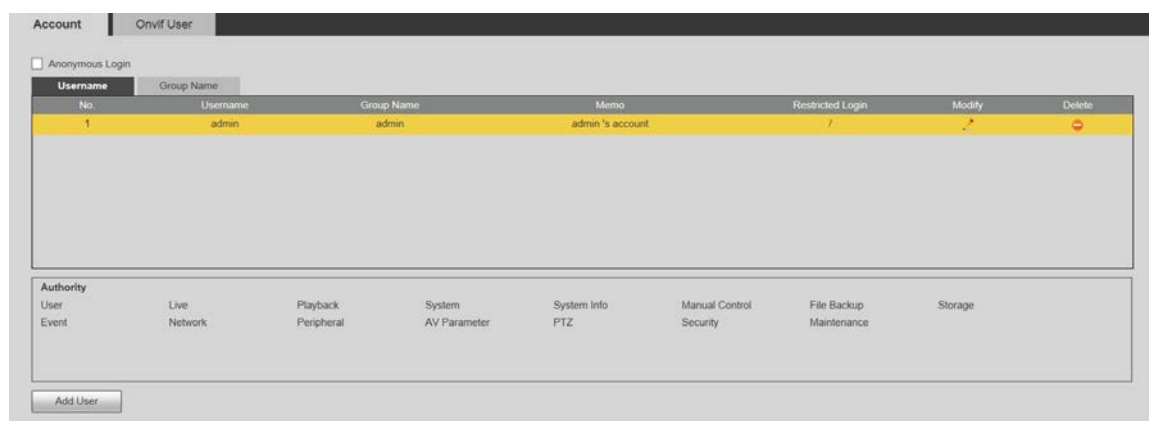 Account Onvif User
Anonymous Login
Username Group Name
No. Username Group Name Memo Restricted Login Modify Delete
1 admin admin admin 's account /
Authority
User Live Playback System System Info Manual Control File Backup Storage
Event Network Peripheral AV Parameter PTZ Security Maintenance
Add User